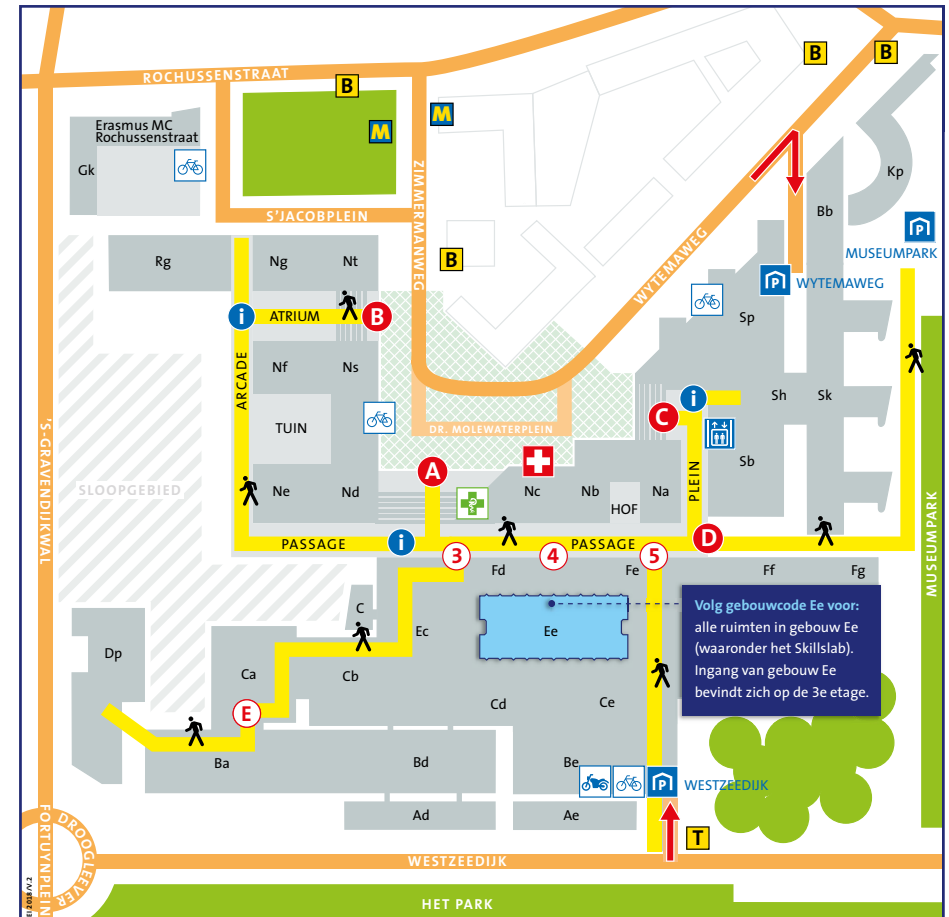 ROCHUSSENSTRAAT
B
B
B
M
M
Erasmus MC
Rochussenstraat
Gk
ZIMMERMANWEG
S'JACOBPLEIN
Kp
Bb
P
MUSEUMPARK
WYTEMAWEG
B
Rg
Ng
Nt
P
WYTEMAWEG
i
ATRIUM
B
Sp
ARCADE
Nf
Ns
TUIN
'S-GRAVENDIJKWAL
i
Sh
Sk
C
DR. MOLEWATERPLEIN
A
PLEIN
Sb
SLOOPGEBIED
Ne
Nd
Nc
Nb
Na
HOF
MUSEUMPARK
PASSAGE
i
PASSAGE
D
3
4
5
Fd
Fe
Ff
Fg
C
Ec
Ee
Volg gebouwcode Ee voor:
alle ruimten in gebouw Ee
(waaronder het Skillslab).
Ingang van gebouw Ee
bevindt zich op de 3e etage.
Dp
Ca
Cb
Cd
Ce
E
Ba
Bd
Be
P
WESTZEEDIJK
Ad
Ae
T
DROOGLEEVER
FORTUYNPLEIN
WESTZEEDIJK
HET PARK
EI 2018/V.2